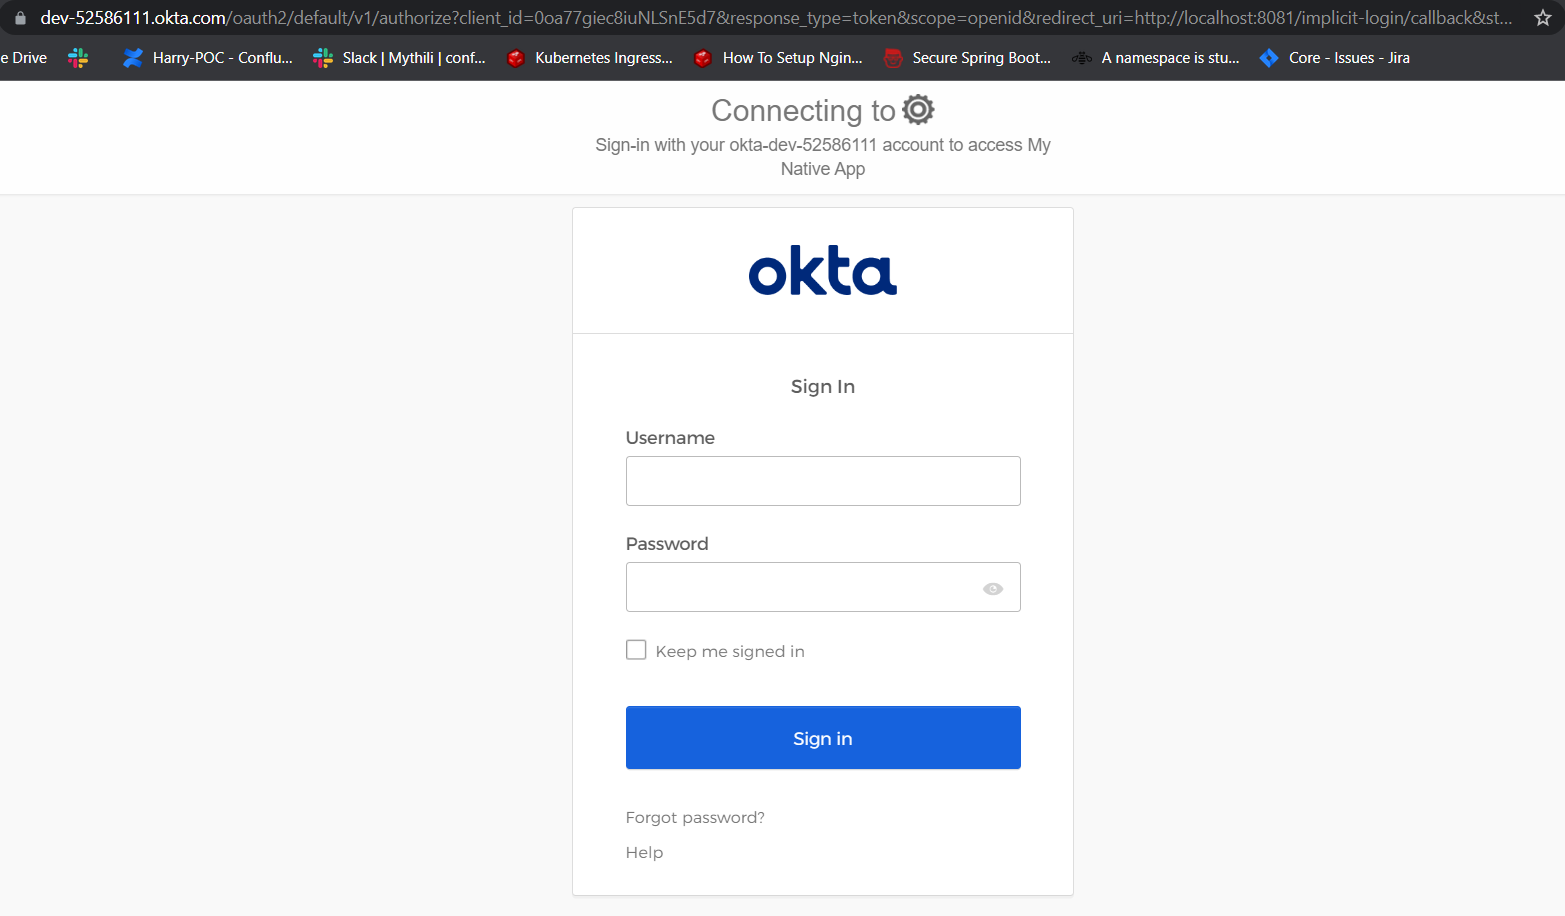 dev-52586111.okta.com/oauth2/default/v1/authorize?client_id=0oa77giec8iuNLSnE5d7&response_type=token&scope=openid&redirect_uri=http://localhost:8081/implicit-login/callback&st...
e Drive Harry-POC - Conflu... Slack | Mythili | conf... Kubernetes Ingress... How To Setup Ngin... Secure Spring Boot... A namespace is stu... Core - Issues - Jira
Connecting to
Sign-in with your okta-dev-52586111 account to access My
Native App
okta
Sign In
Username
Password
Keep me signed in
Sign in
Forgot password?
Help